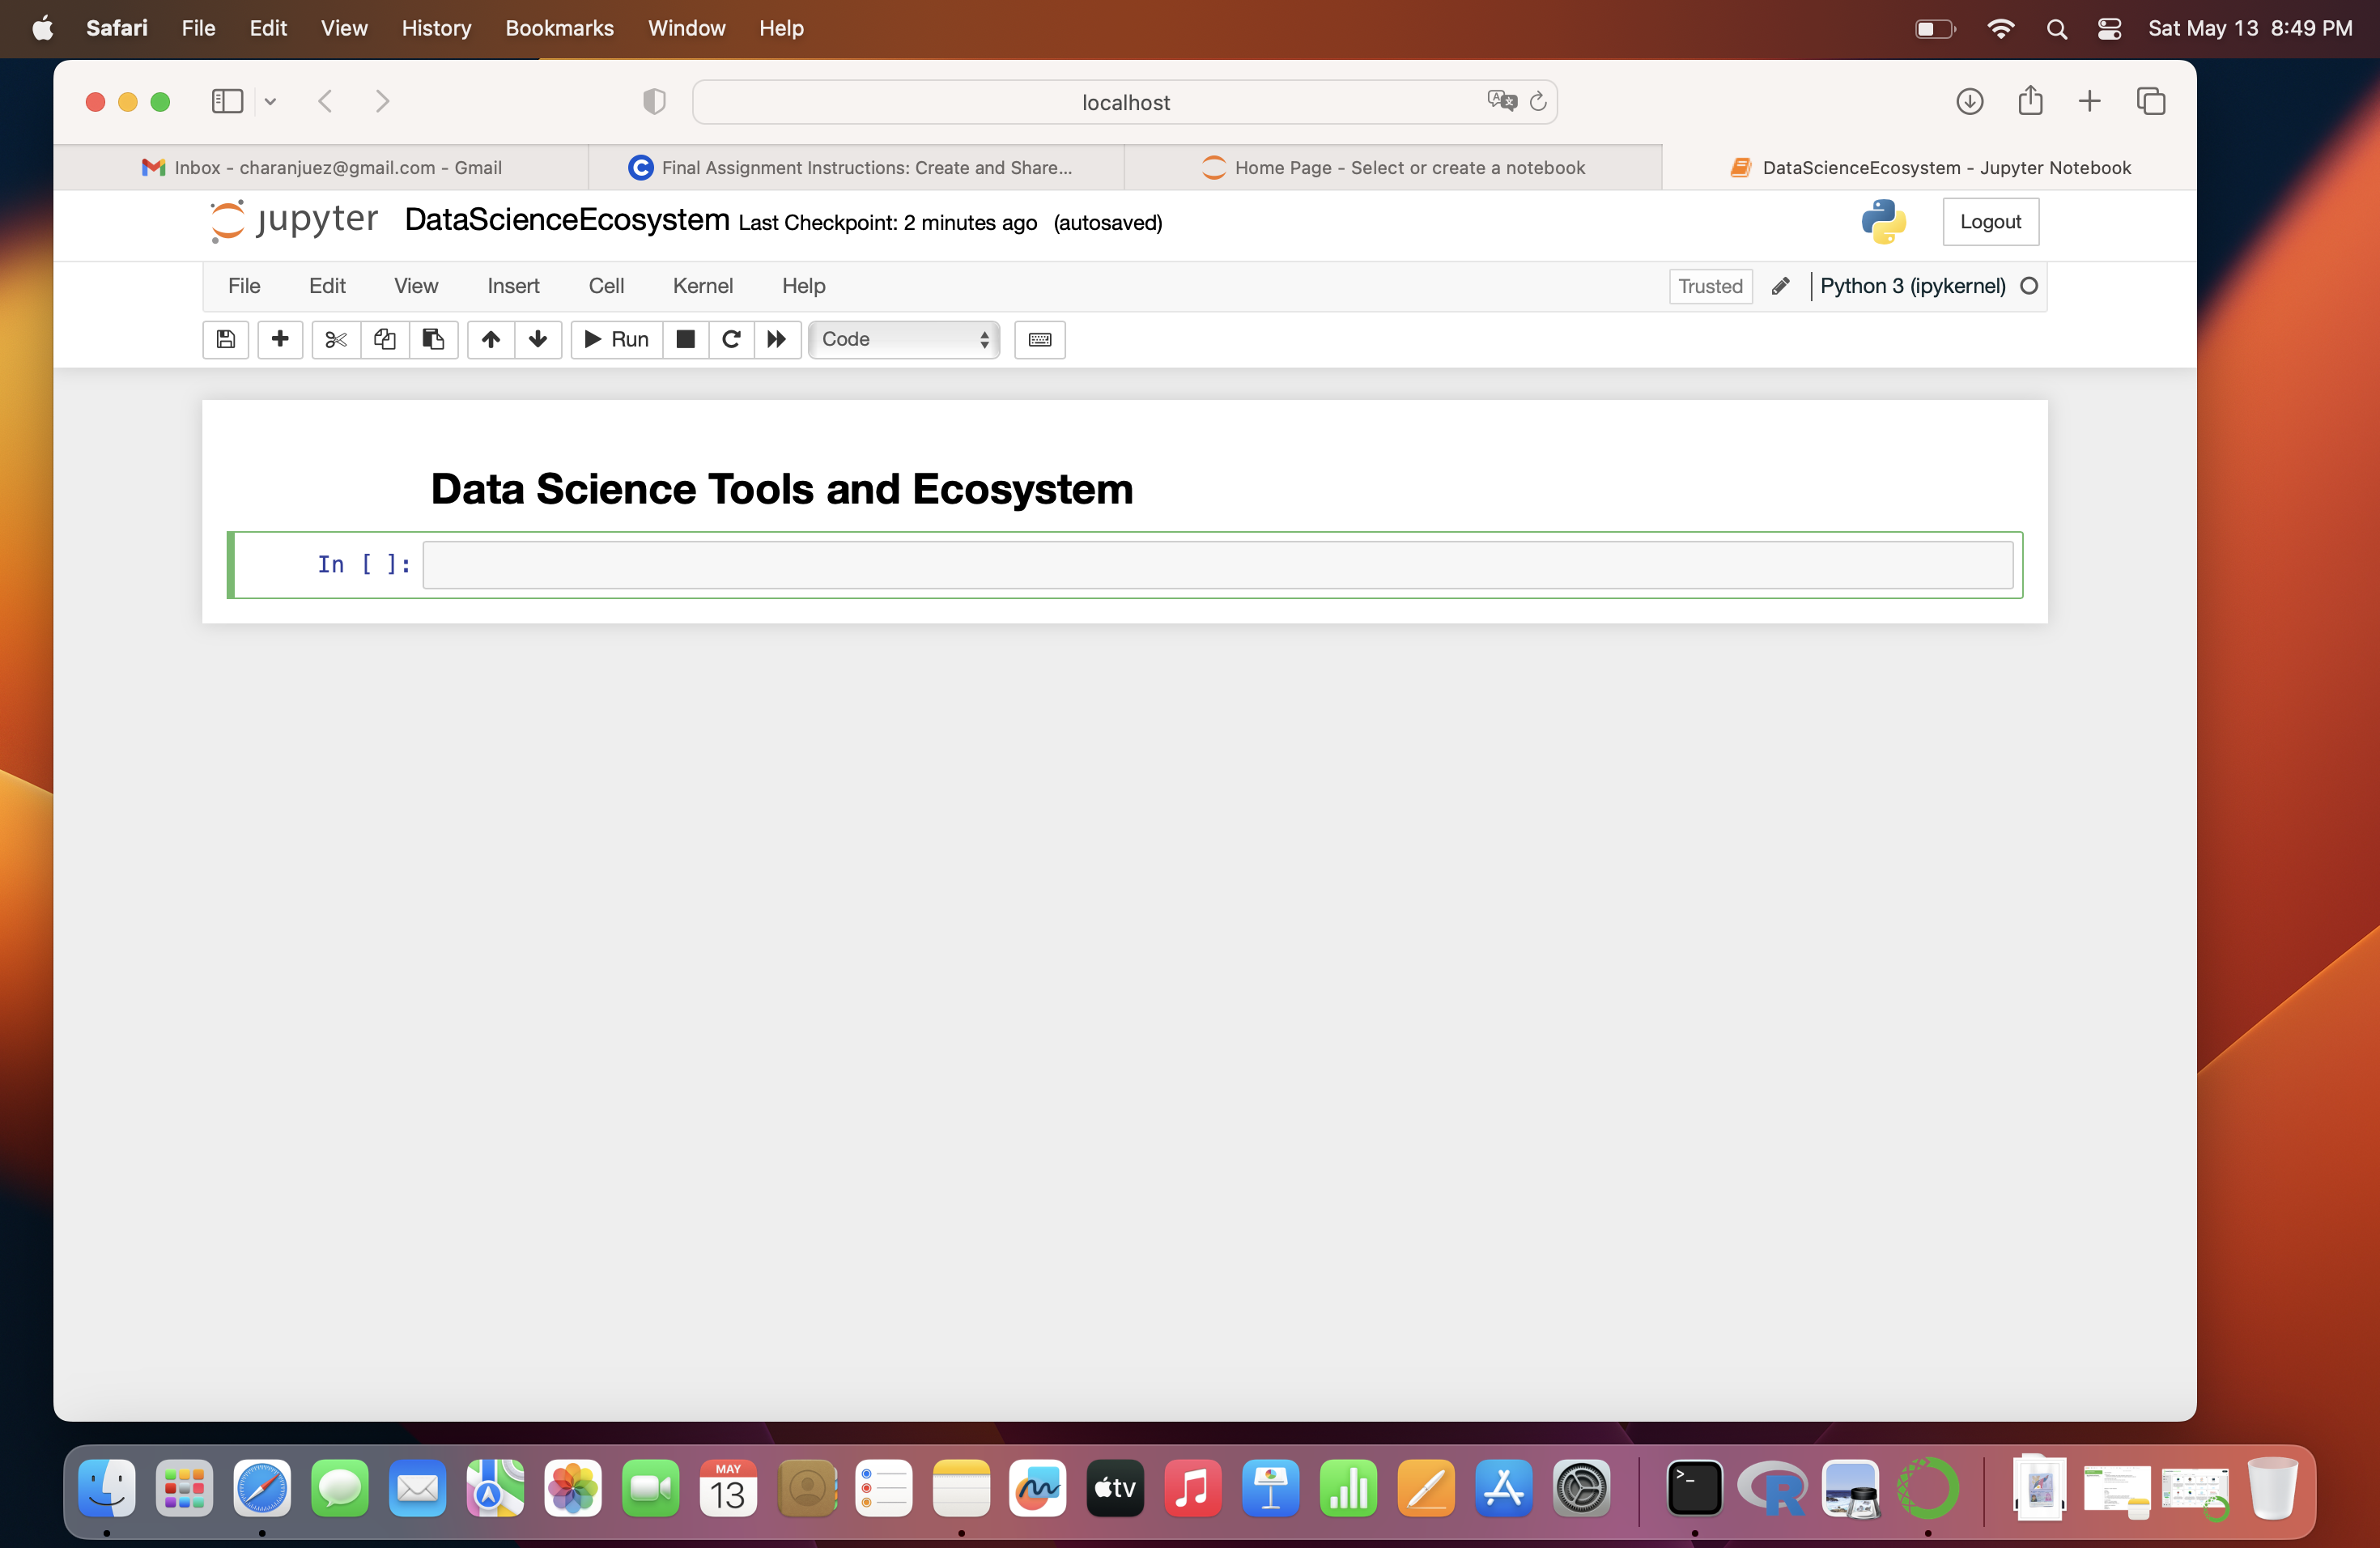 Safari File Edit View History Bookmarks Window Help Sat May 13 8:49 PM
localhost
Inbox - charanjuez@gmail.com - Gmail
Final Assignment Instructions: Create and Share...
Home Page - Select or create a notebook
DataScienceEcosystem - Jupyter Notebook
jupyter DataScienceEcosystem Last Checkpoint: 2 minutes ago (autosaved) Logout
File Edit View Insert Cell Kernel Help Trusted Python 3 (ipykernel)
Run Code
Data Science Tools and Ecosystem
In [ ]:
MAY
13
tv
>_
R